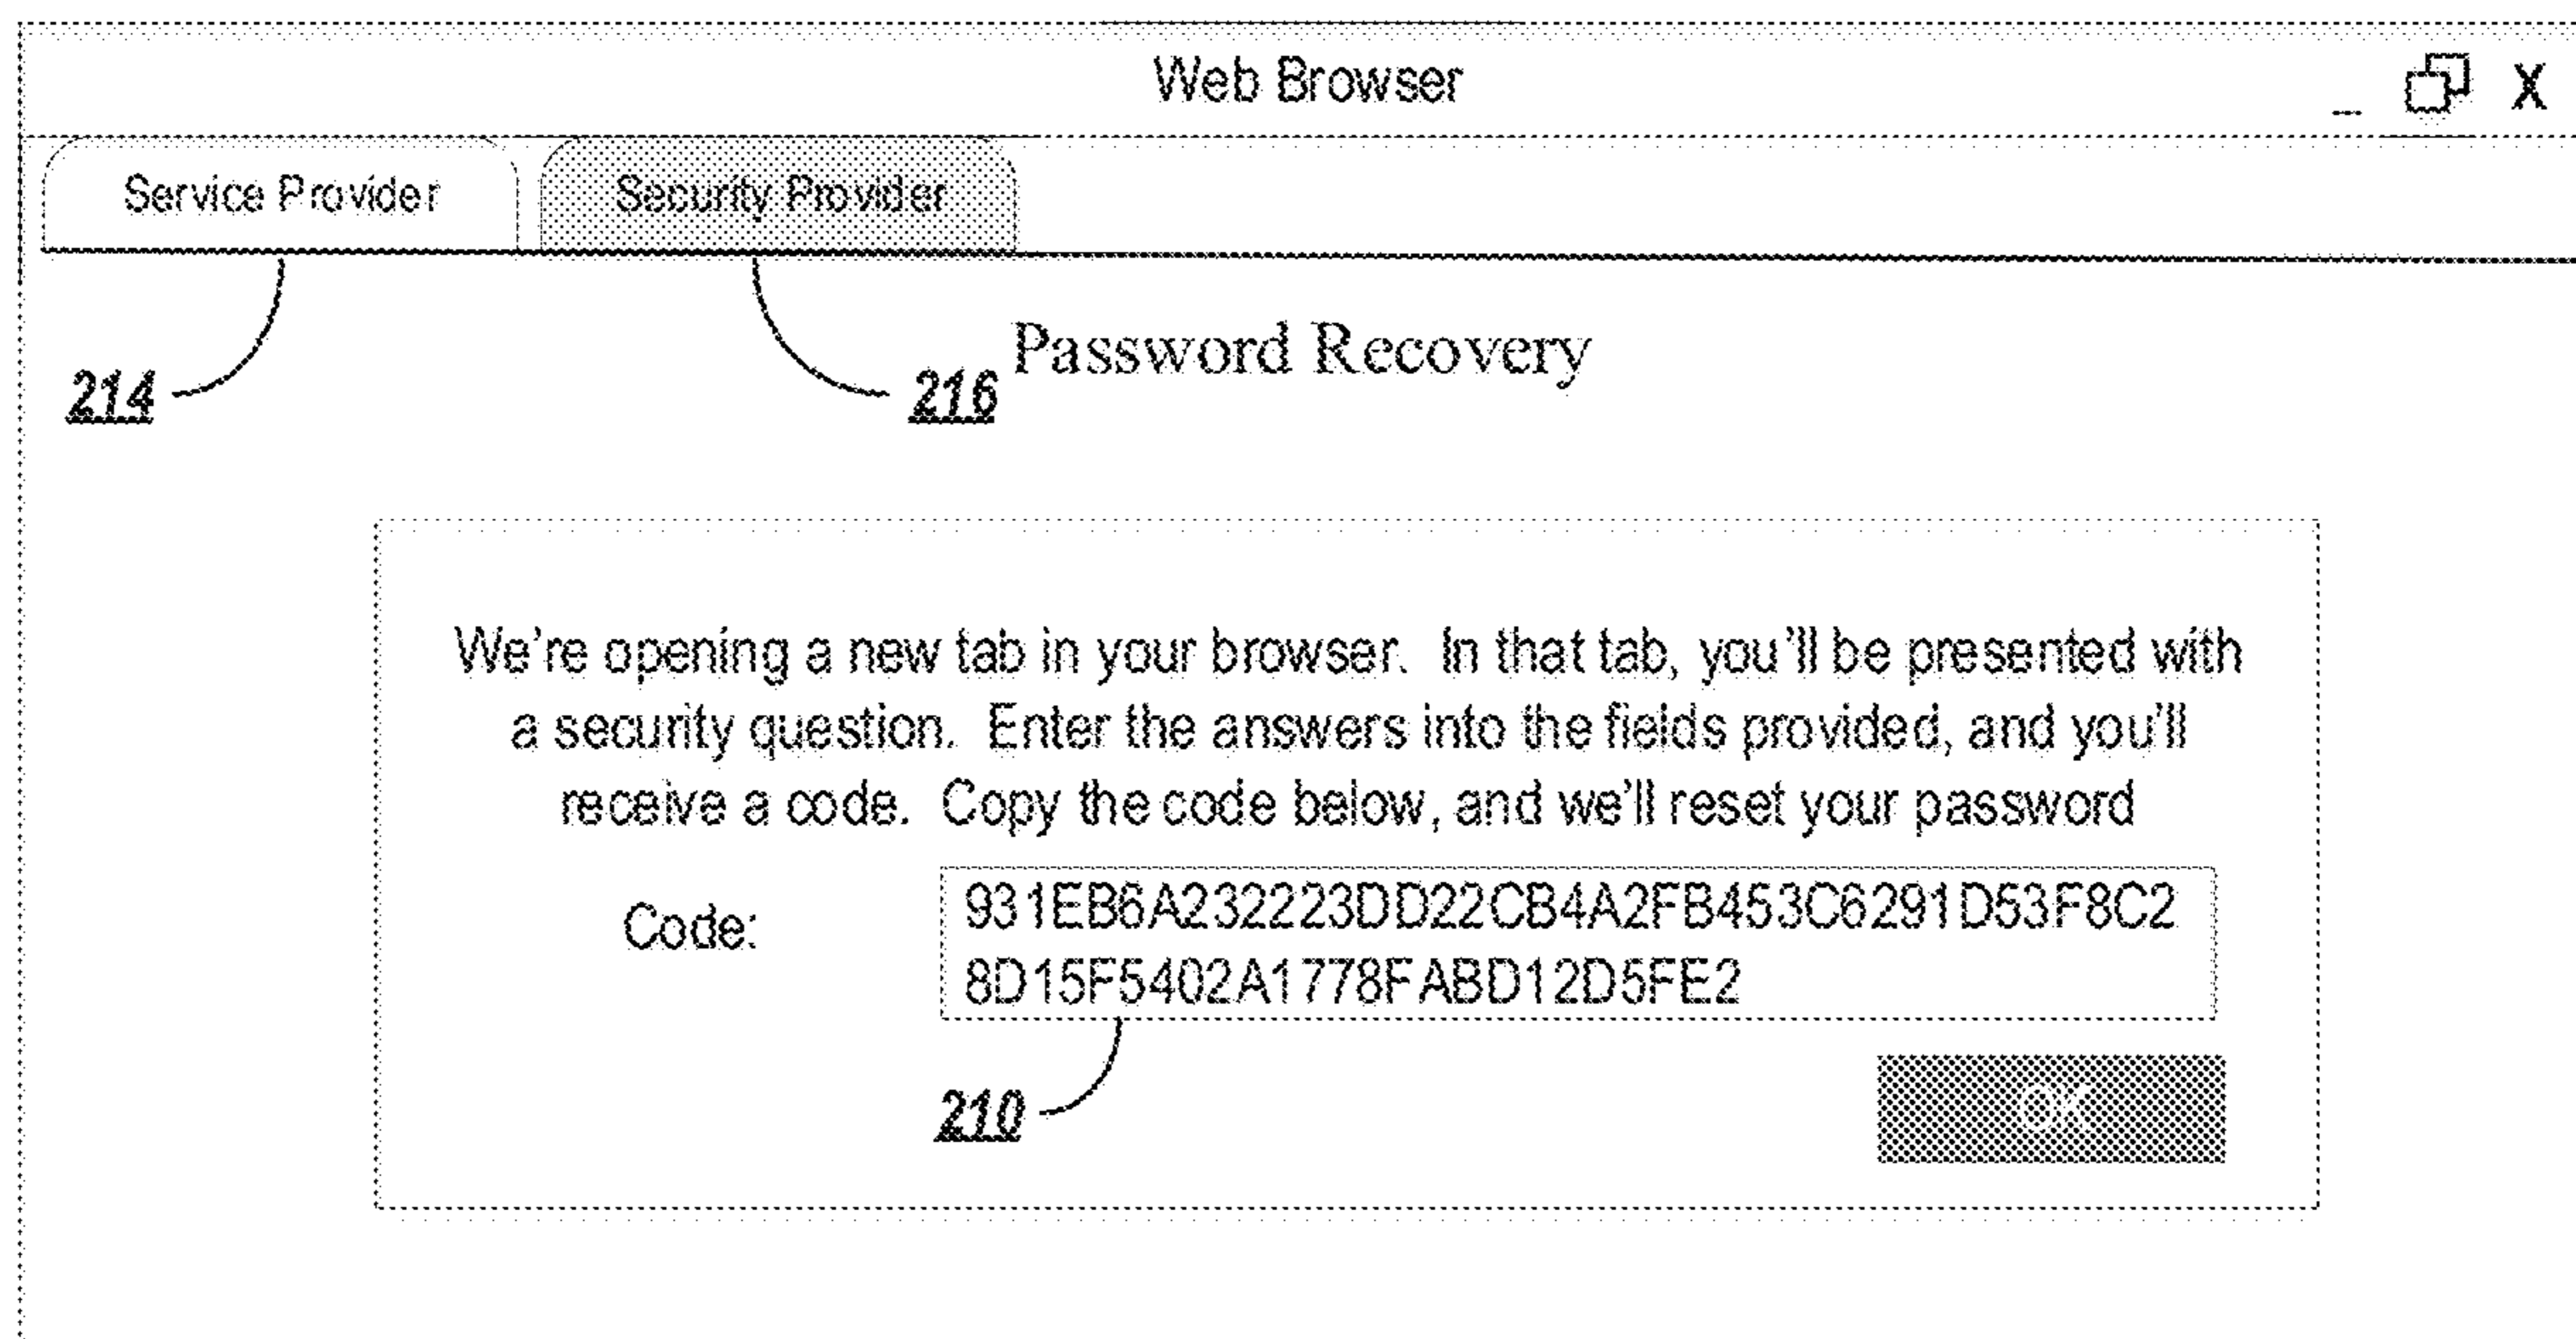 Web Browser
_ X
Service Provider
Security Provider
214
216
Password Recovery
We're opening a new tab in your browser.  In that tab, you'll be presented with
a security question.  Enter the answers into the fields provided, and you'll
receive a code.  Copy the code below, and we'll reset your password
Code:
931EB6A232223DD22CB4A2FB453C6291D53F8C2
8D15F5402A1778FABD12D5FE2
210
OK